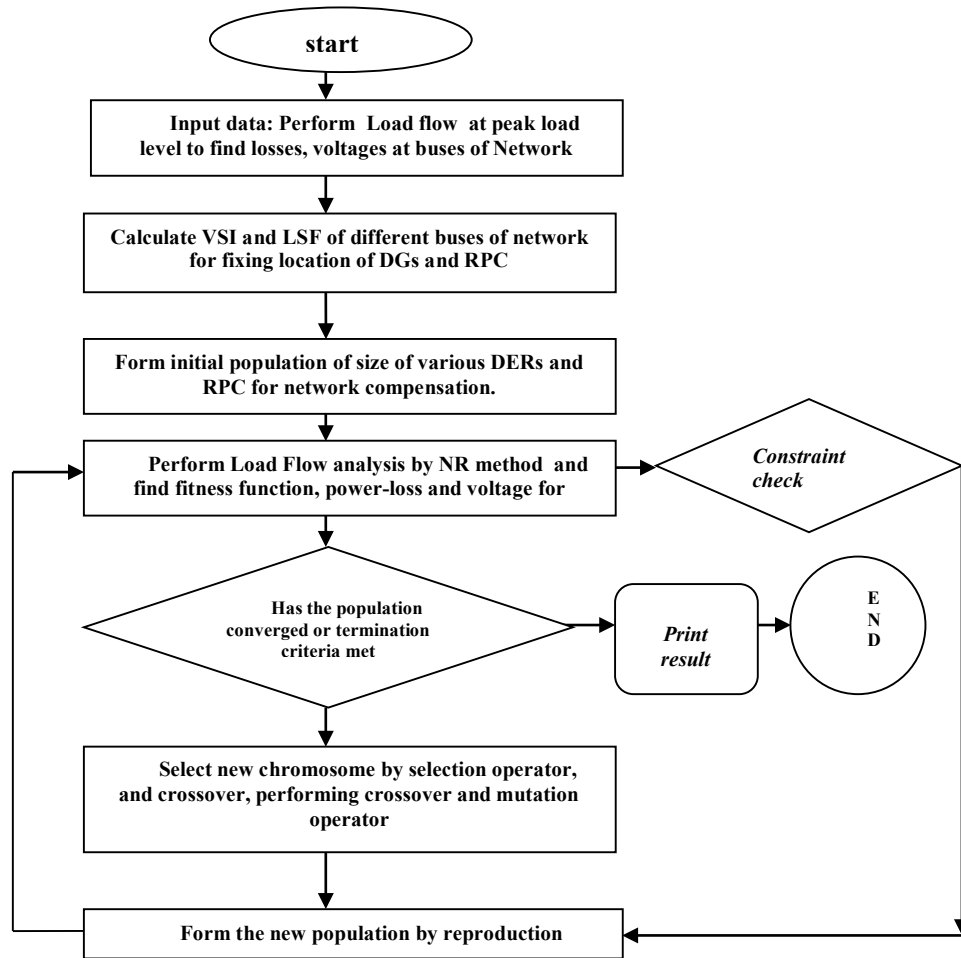 start
Input data: Perform Load flow at peak load
level to find losses, voltages at buses of Network
Calculate VSI and LSF of different buses of network
for fixing location of DGs and RPC
Form initial population of size of various DERs and
RPC for network compensation.
Perform Load Flow analysis by NR method and
find fitness function, power-loss and voltage for
Constraint
check
Has the population
converged or termination
criteria met
Print
result
E
N
D
Select new chromosome by selection operator,
and crossover, performing crossover and mutation
operator
Form the new population by reproduction